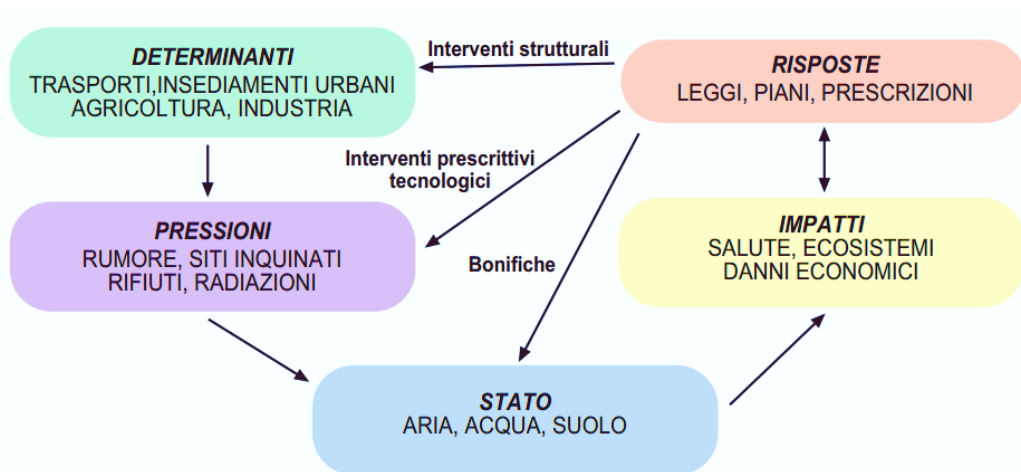 DETERMINANTI
TRASPORTI,INSEDIAMENTI URBANI
AGRICOLTURA, INDUSTRIA
Interventi strutturali
RISPOSTE
LEGGI, PIANI, PRESCRIZIONI
Interventi prescrittivi
tecnologici
PRESSIONI
RUMORE, SITI INQUINATI
RIFIUTI, RADIAZIONI
Bonifiche
IMPATTI
SALUTE, ECOSISTEMI
DANNI ECONOMICI
STATO
ARIA, ACQUA, SUOLO